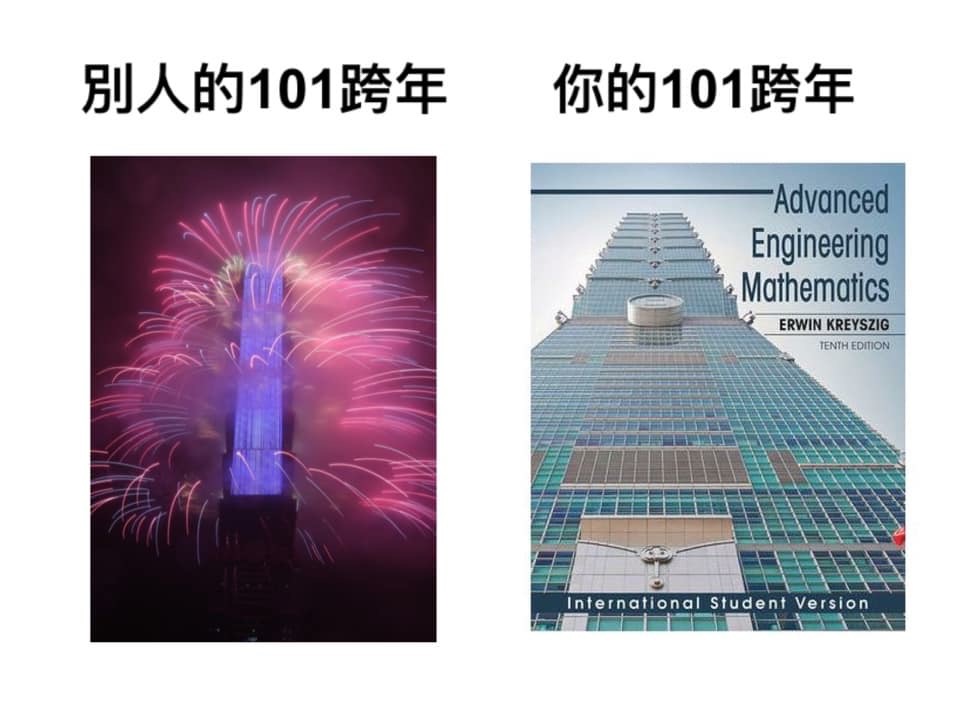 別人的101跨年
你的101跨年
Advanced
Engineering
Mathematics
ERWIN KREYSZIG
TENTH EDITION
International Student Version